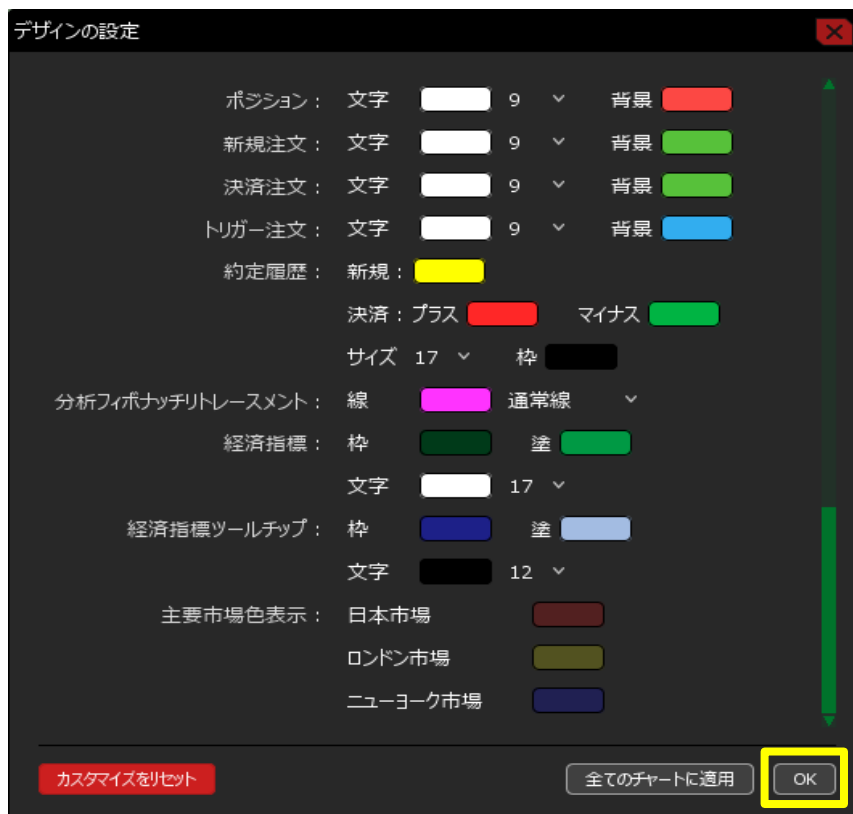 デザインの設定
ポジション： 文字 9 背景
新規注文： 文字 9 背景
決済注文： 文字 9 背景
トリガー注文： 文字 9 背景
約定履歴： 新規：
決済：プラス マイナス
サイズ 17 枠
分析フィボナッチリトレースメント： 線 通常線
経済指標： 枠 塗
文字 17
経済指標ツールチップ： 枠 塗
文字 12
主要市場色表示： 日本市場
ロンドン市場
ニューヨーク市場
カスタマイズをリセット 全てのチャートに適用 OK